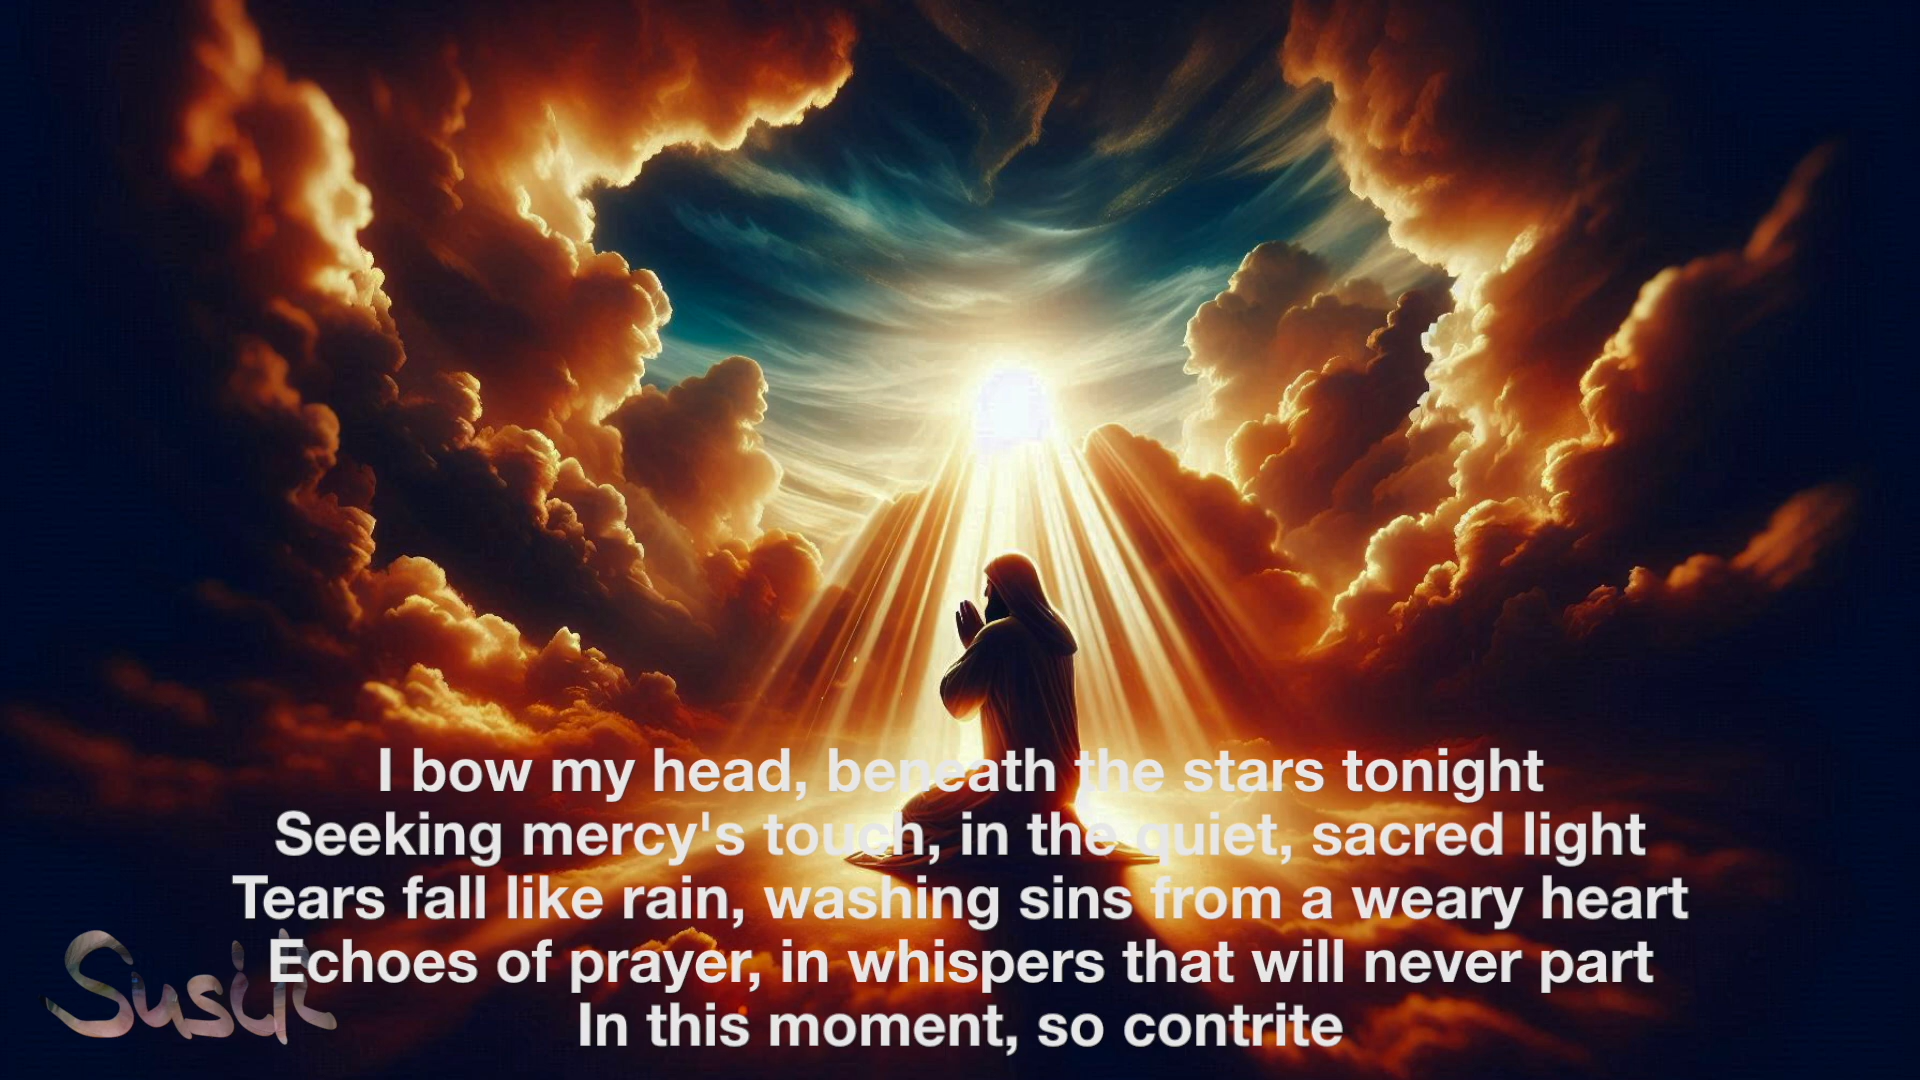 I bow my head, beneath the stars tonight
Seeking mercy's touch, in the quiet, sacred light
Tears fall like rain, washing sins from a weary heart
Echoes of prayer, in whispers that will never part
In this moment, so contrite